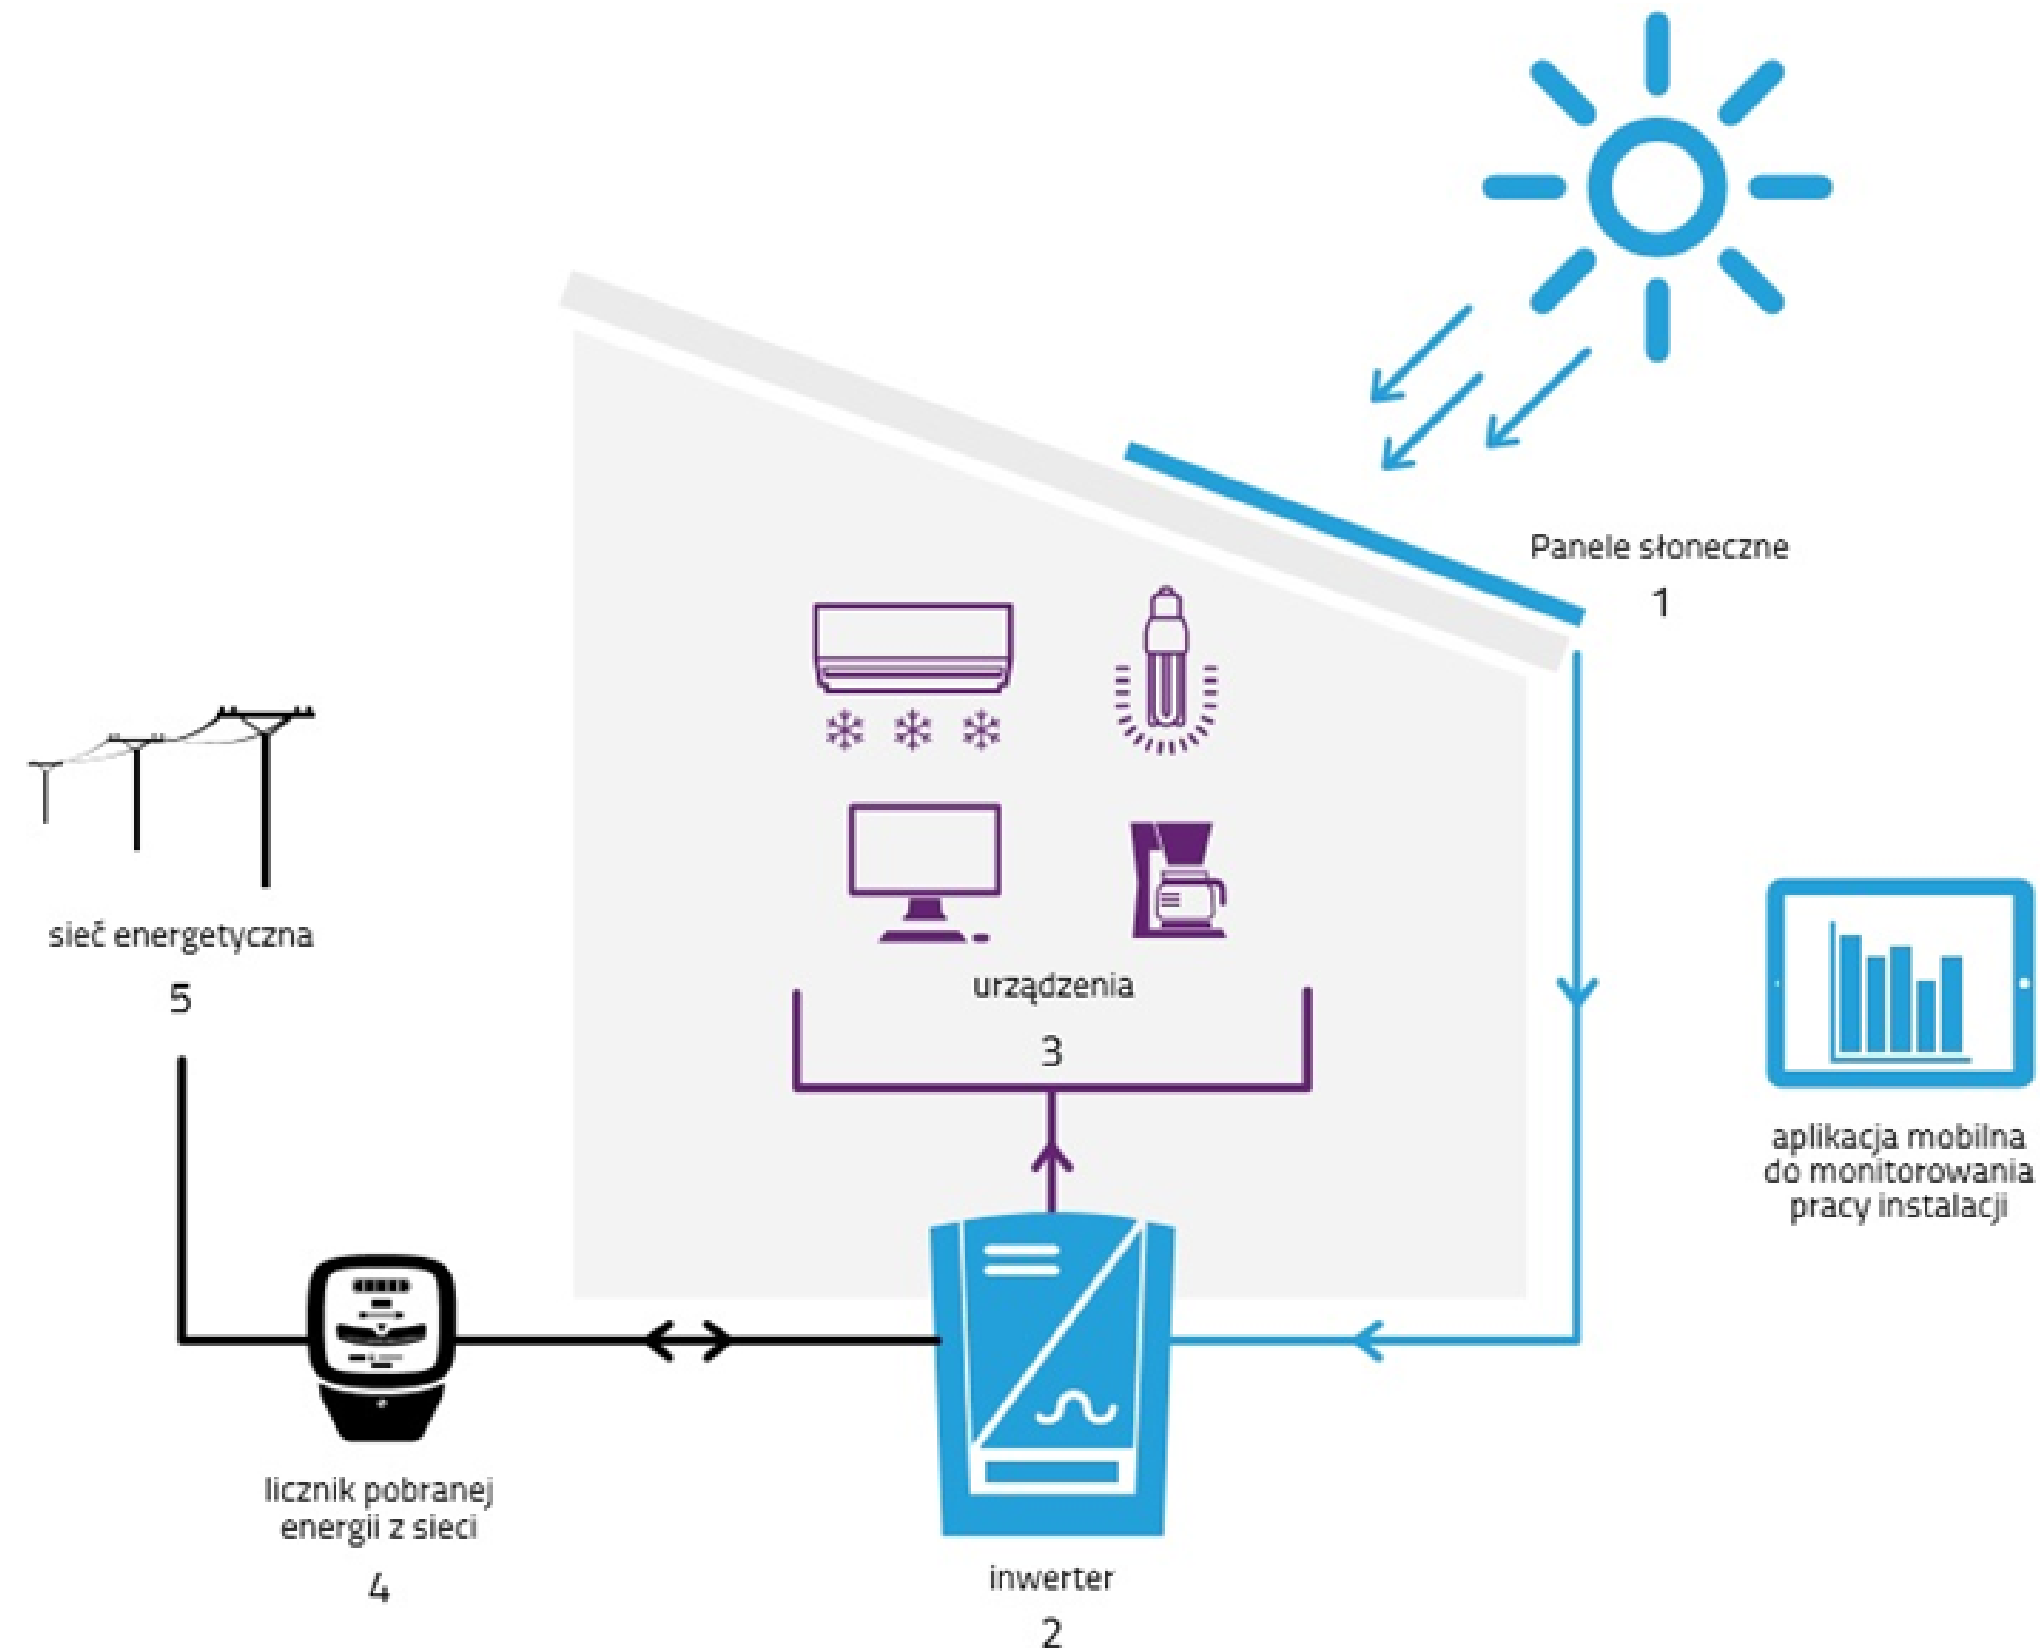 Panele słoneczne
1
urządzenia
3
sieć energetyczna
5
aplikacja mobilna
do monitorowania
pracy instalacji
licznik pobranej
energii z sieci
4
inwerter
2